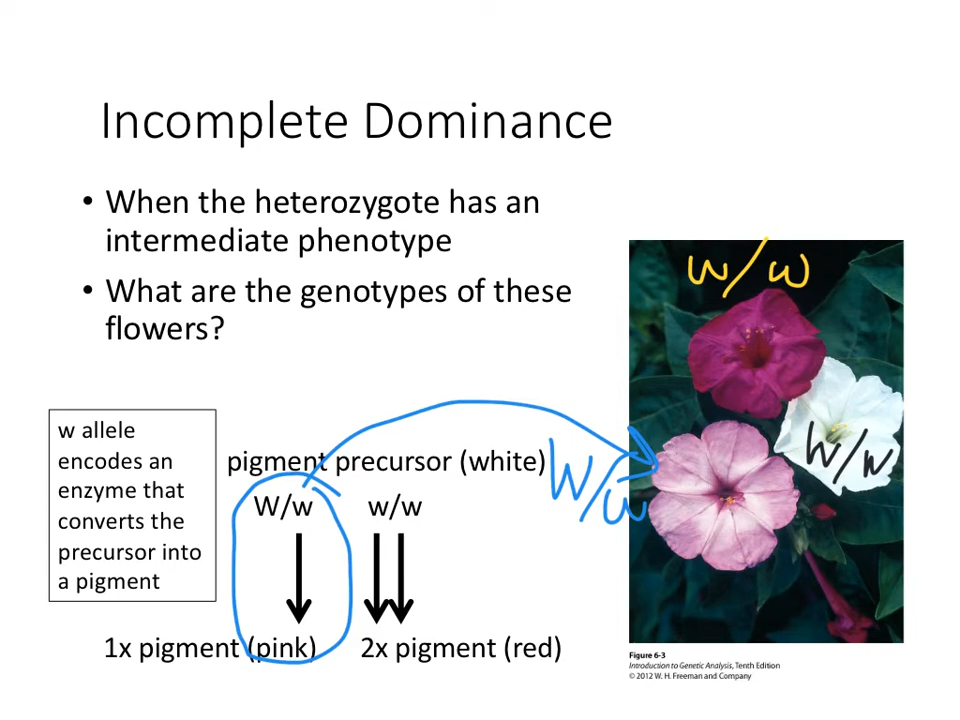 Incomplete Dominance
• When the heterozygote has an
intermediate phenotype
• What are the genotypes of these
flowers?
w/w
w allele
encodes an
enzyme that
converts the
precursor into
a pigment
pigment precursor (white)
W/w
w/w
W/w
W/W
1x pigment (pink)
2x pigment (red)
Figure 6-3
Introduction to Genetic Analysis, Tenth Edition
© 2012 W. H. Freeman and Company